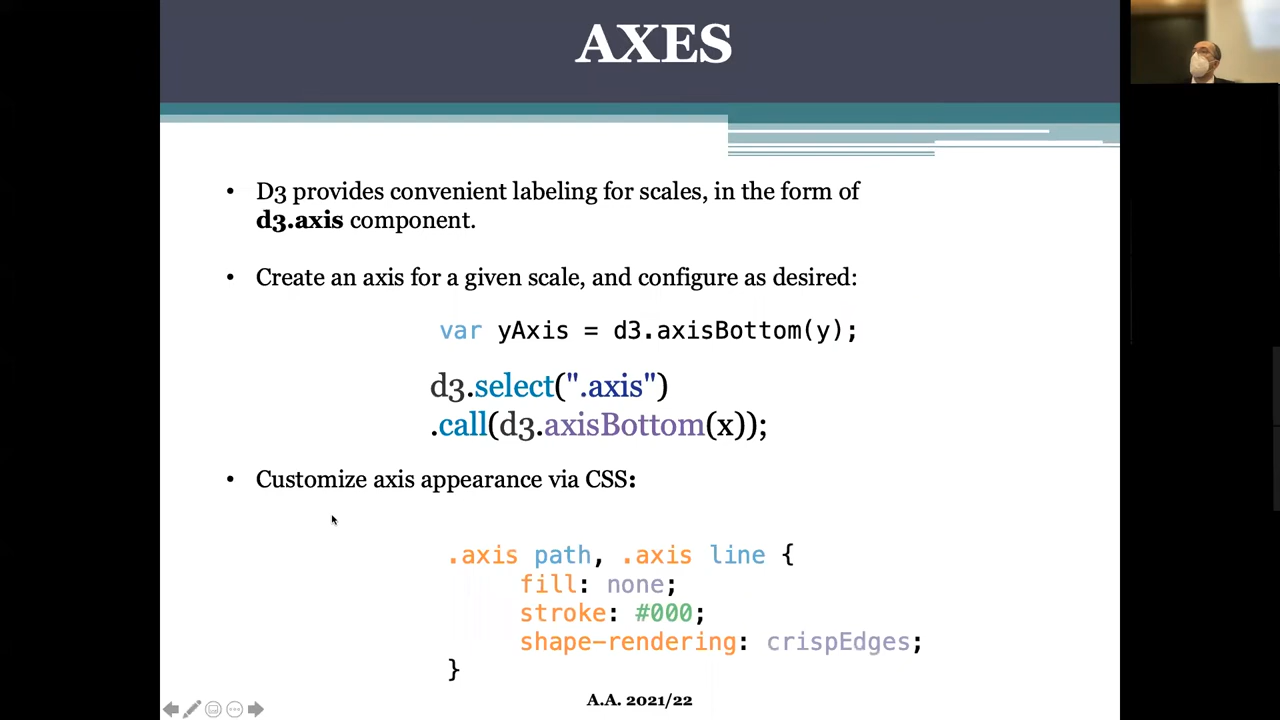 AXES
• D3 provides convenient labeling for scales, in the form of
d3.axis component.
• Create an axis for a given scale, and configure as desired:
var yAxis = d3.axisBottom(y);
d3.select(".axis")
.call(d3.axisBottom(x));
• Customize axis appearance via CSS:
.axis path, .axis line {
fill: none;
stroke: #000;
shape-rendering: crispEdges;
}
A.A. 2021/22